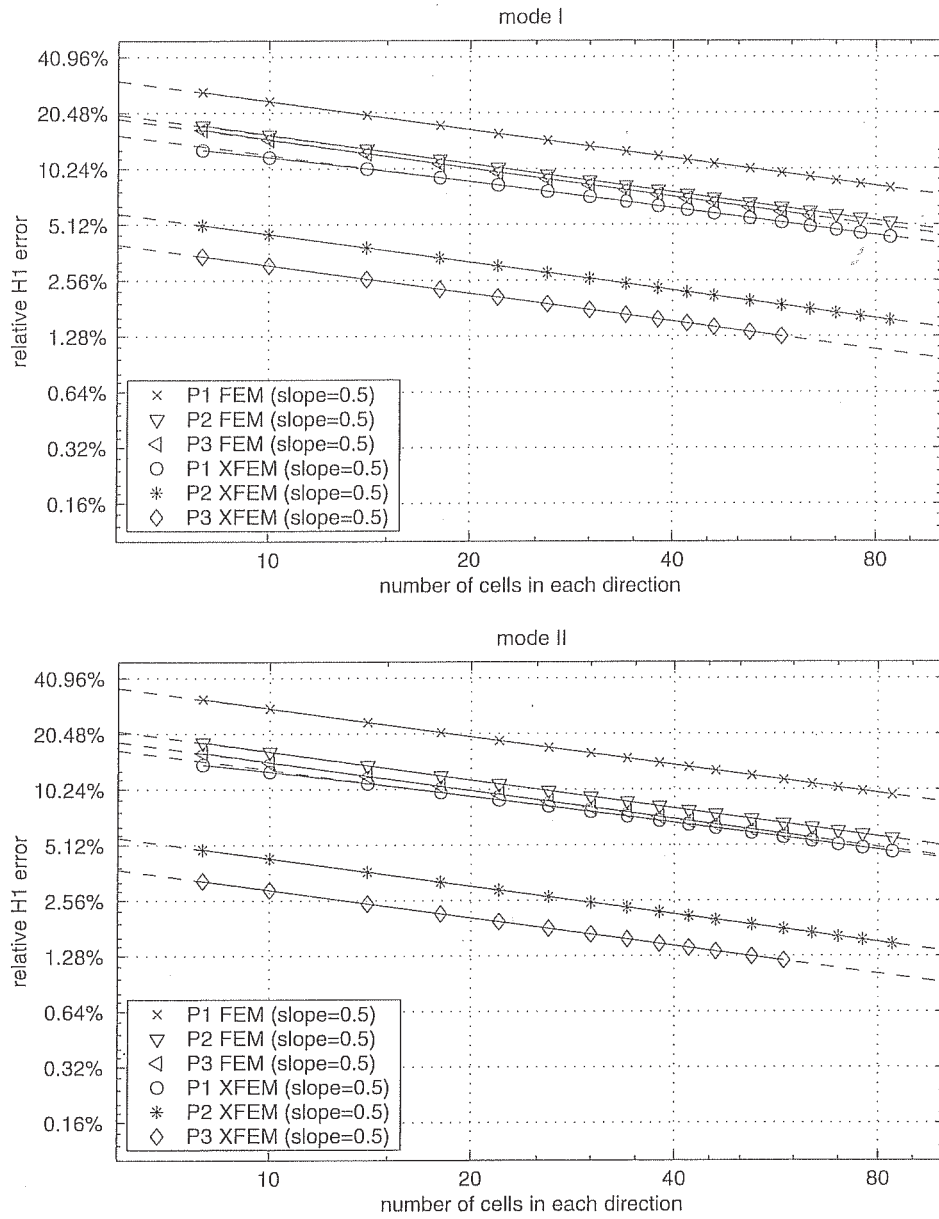 mode I
relative H1 error
40.96%
20.48%
10.24%
5.12%
2.56%
1.28%
0.64%
0.32%
0.16%
P1 FEM (slope=0.5)
P2 FEM (slope=0.5)
P3 FEM (slope=0.5)
P1 XFEM (slope=0.5)
P2 XFEM (slope=0.5)
P3 XFEM (slope=0.5)
10 20 40 80
number of cells in each direction
mode II
relative H1 error
40.96%
20.48%
10.24%
5.12%
2.56%
1.28%
0.64%
0.32%
0.16%
P1 FEM (slope=0.5)
P2 FEM (slope=0.5)
P3 FEM (slope=0.5)
P1 XFEM (slope=0.5)
P2 XFEM (slope=0.5)
P3 XFEM (slope=0.5)
10 20 40 80
number of cells in each direction